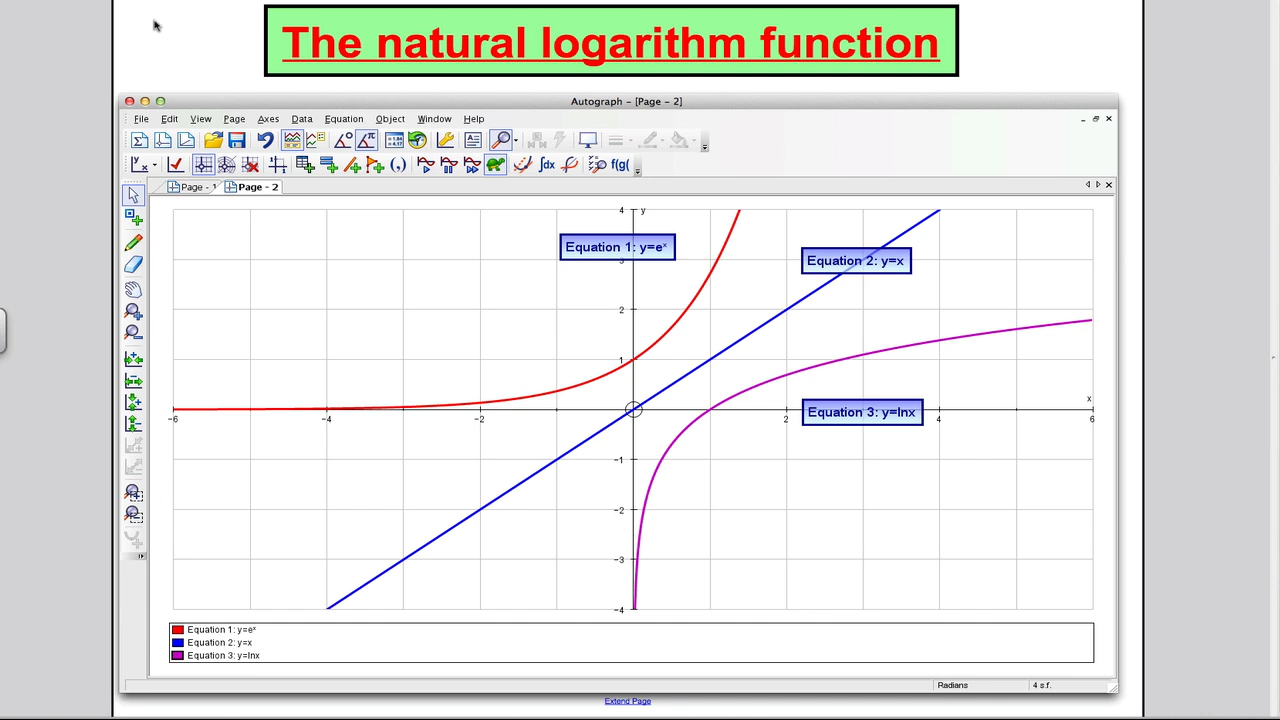 The natural logarithm function
Autograph - [Page - 2]
File Edit View Page Axes Data Equation Object Window Help
f(g(
Page - 1 Page - 2
4 y
Equation 1: y=eˣ
Equation 2: y=x
3
2
1
x
-6 -4 -2 2 4 6
Equation 3: y=lnx
-1
-2
-3
-4
Equation 1: y=eˣ
Equation 2: y=x
Equation 3: y=lnx
Radians 4 s.f.
Extend Page